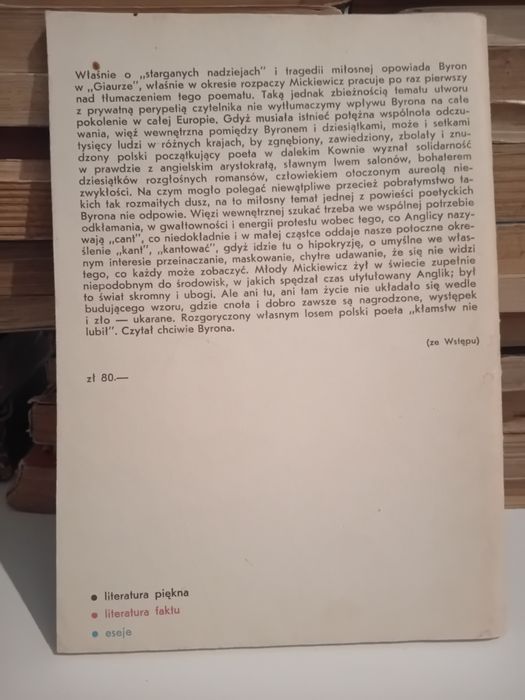 Właśnie o „starganych nadziejach" i tragedii miłosnej opowiada Byron
w „Giaurze", właśnie w okresie rozpaczy Mickiewicz pracuje po raz pierwszy
nad tłumaczeniem tego poematu. Taką jednak zbieżnością tematu utworu
z prywatną perypetią czytelnika nie wytłumaczymy wpływu Byrona na całe
pokolenie w całej Europie. Gdyż musiała istnieć potężna wspólnota odczu-
wania, więź wewnętrzna pomiędzy Byronem i dziesiątkami, może i setkami
tysięcy ludzi w różnych krajach, by zgnębiony, zawiedziony, zbolały i znu-
dzony polski początkujący poeta w dalekim Kownie wyznał solidarność
w prawdzie z angielskim arystokratą, sławnym lwem salonów, bohaterem
dziesiątków rozgłośnych romansów, człowiekiem otoczonym aureolą nie-
zwykłości. Na czym mogło polegać niewątpliwe przecież pobratymstwo ta-
kich tak rozmaitych dusz, na to miłosny temat jednej z powieści poetyckich
Byrona nie odpowie. Więzi wewnętrznej szukać trzeba we wspólnej potrzebie
odkłamania, w gwałtowności i energii protestu wobec tego, co Anglicy nazy-
wają „cant", co niedokładnie i w małej cząstce oddaje nasze potoczne okre-
ślenie „kant", „kantować", gdyż idzie tu o hipokryzję, o umyślne we włas-
nym interesie przeinaczanie, maskowanie, chytre udawanie, że się nie widzi
tego, co każdy może zobaczyć. Młody Mickiewicz żył w świecie zupełnie
niepodobnym do środowisk, w jakich spędzał czas utytułowany Anglik; był
to świat skromny i ubogi. Ale ani tu, ani tam życie nie układało się wedle
budującego wzoru, gdzie cnota i dobro zawsze są nagrodzone, występek
i zło — ukarane. Rozgoryczony własnym losem polski poeta „kłamstw nie
lubił". Czytał chciwie Byrona.
(ze Wstępu)
zł 80.—
• literatura piękna
• literatura faktu
• eseje